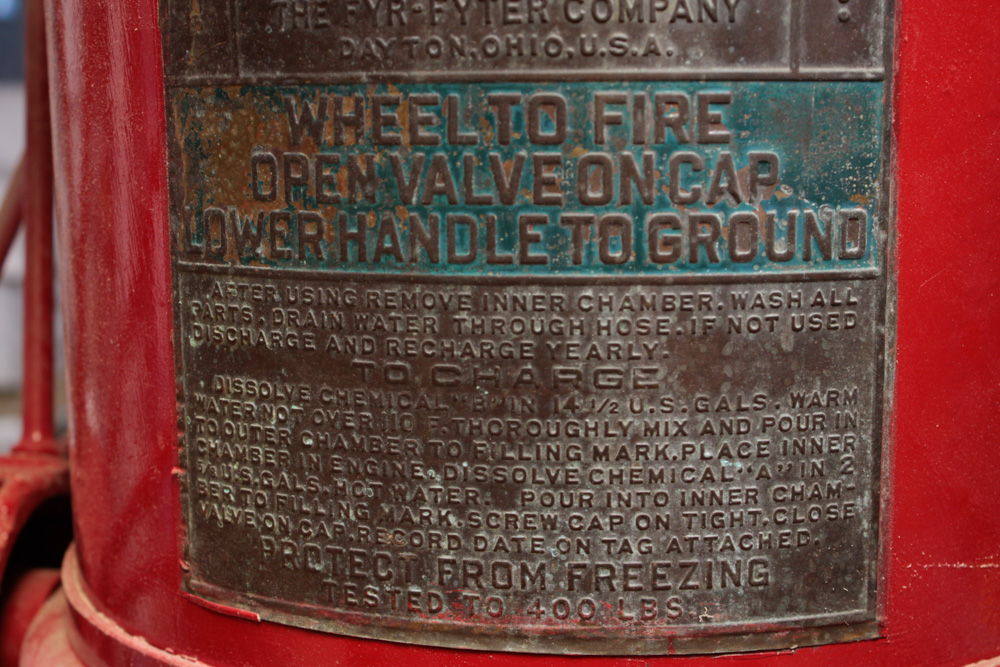 THE FYR-FYTER COMPANY
DAYTON, OHIO, U.S.A.
WHEEL TO FIRE
OPEN VALVE ON CAP
LOWER HANDLE TO GROUND
AFTER USING REMOVE INNER CHAMBER. WASH ALL
PARTS. DRAIN WATER THROUGH HOSE. IF NOT USED
DISCHARGE AND RECHARGE YEARLY.
TO CHARGE
DISSOLVE CHEMICAL "B" IN 14 1/2 U.S. GALS. WARM
WATER NOT OVER 110 F. THOROUGHLY MIX AND POUR IN
TO OUTER CHAMBER TO FILLING MARK. PLACE INNER
CHAMBER IN ENGINE. DISSOLVE CHEMICAL "A" IN 2
5/8 U.S. GALS. HOT WATER. POUR INTO INNER CHAM-
BER TO FILLING MARK. SCREW CAP ON TIGHT. CLOSE
VALVE ON CAP. RECORD DATE ON TAG ATTACHED.
PROTECT FROM FREEZING
TESTED TO 400 LBS.